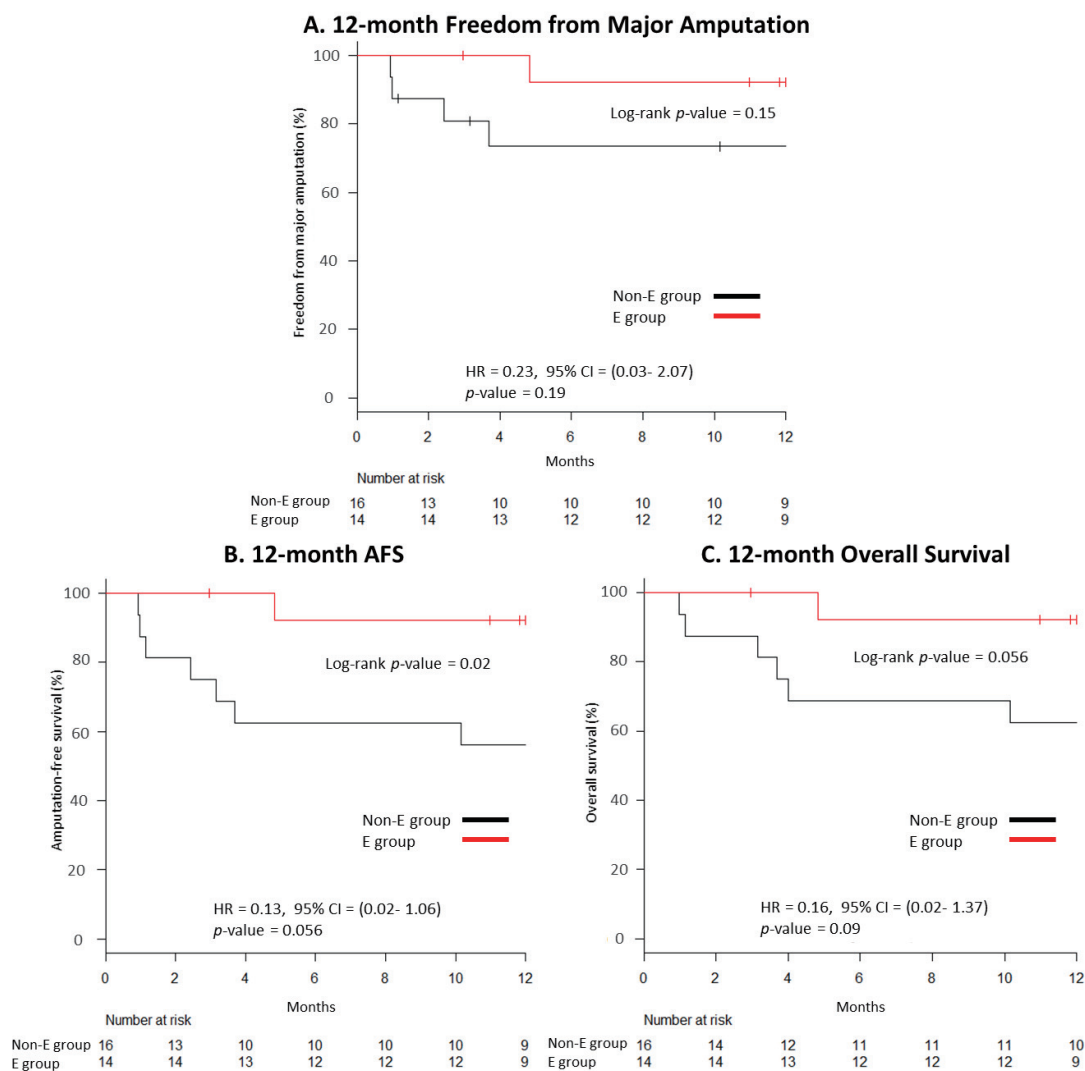 A. 12-month Freedom from Major Amputation
100
80
60
40
20
0
Freedom from major amputation (%)
Log-rank p-value = 0.15
Non-E group
E group
HR = 0.23, 95% CI = (0.03- 2.07)
p-value = 0.19
0 2 4 6 8 10 12
Months
Number at risk
Non-E group 16 13 10 10 10 10 9
E group 14 14 13 12 12 12 9
B. 12-month AFS
100
80
60
40
20
0
Amputation-free survival (%)
Log-rank p-value = 0.02
Non-E group
E group
HR = 0.13, 95% CI = (0.02- 1.06)
p-value = 0.056
0 2 4 6 8 10 12
Months
Number at risk
Non-E group 16 13 10 10 10 10 9
E group 14 14 13 12 12 12 9
C. 12-month Overall Survival
100
80
60
40
20
0
Overall survival (%)
Log-rank p-value = 0.056
Non-E group
E group
HR = 0.16, 95% CI = (0.02- 1.37)
p-value = 0.09
0 2 4 6 8 10 12
Months
Number at risk
Non-E group 16 14 12 11 11 11 10
E group 14 14 13 12 12 12 9